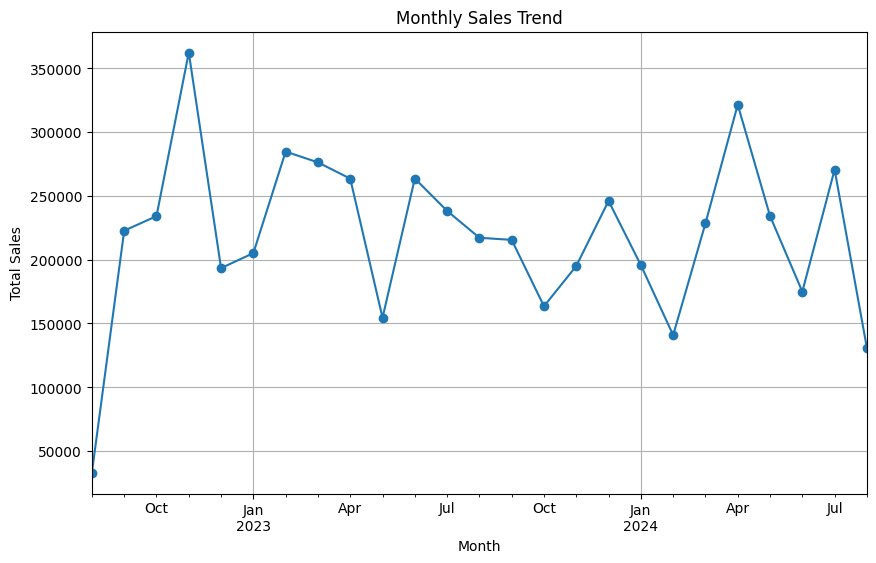 Monthly Sales Trend
350000
300000
250000
200000
150000
100000
50000
Total Sales
Oct Jan Apr Jul Oct Jan Apr Jul
2023 2024
Month